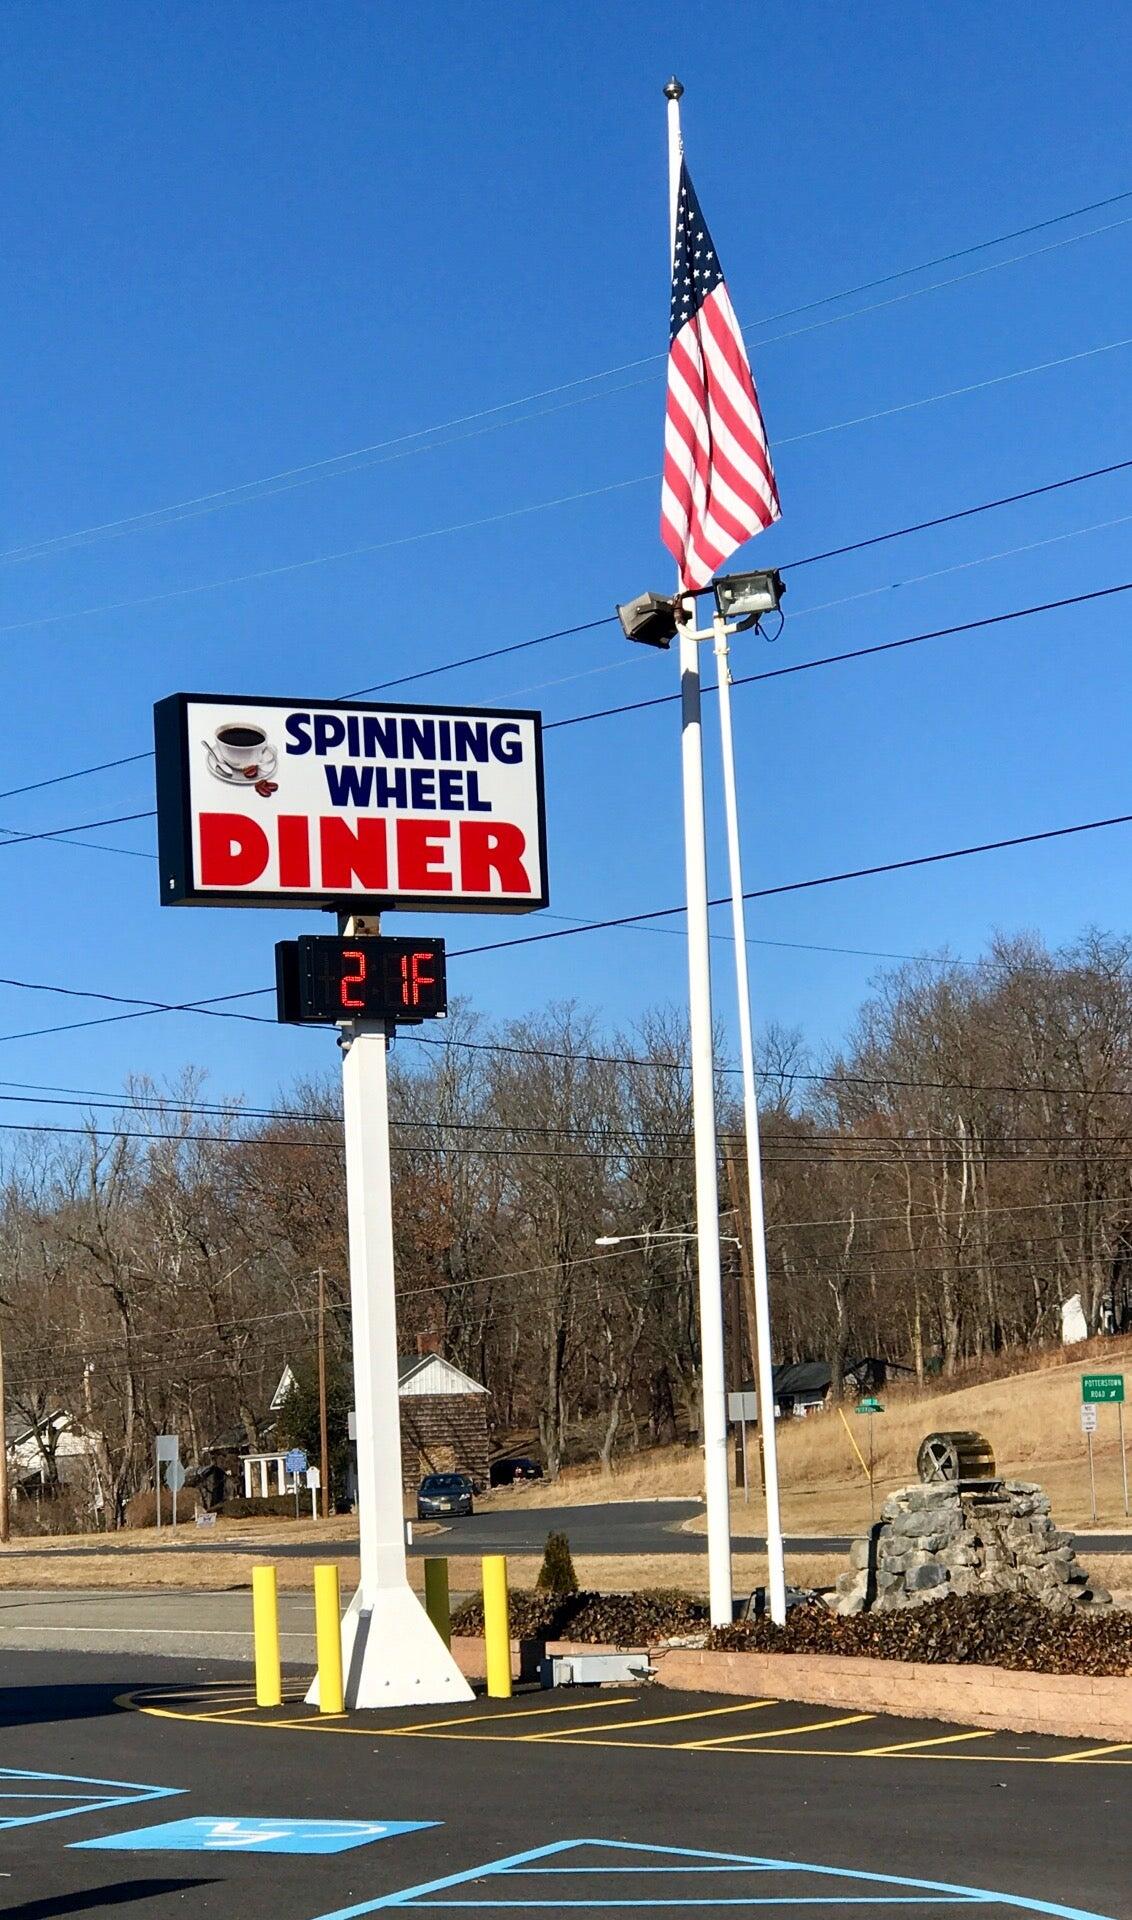 SPINNING
WHEEL
DINER
21F
POTTERSTOWN
ROAD